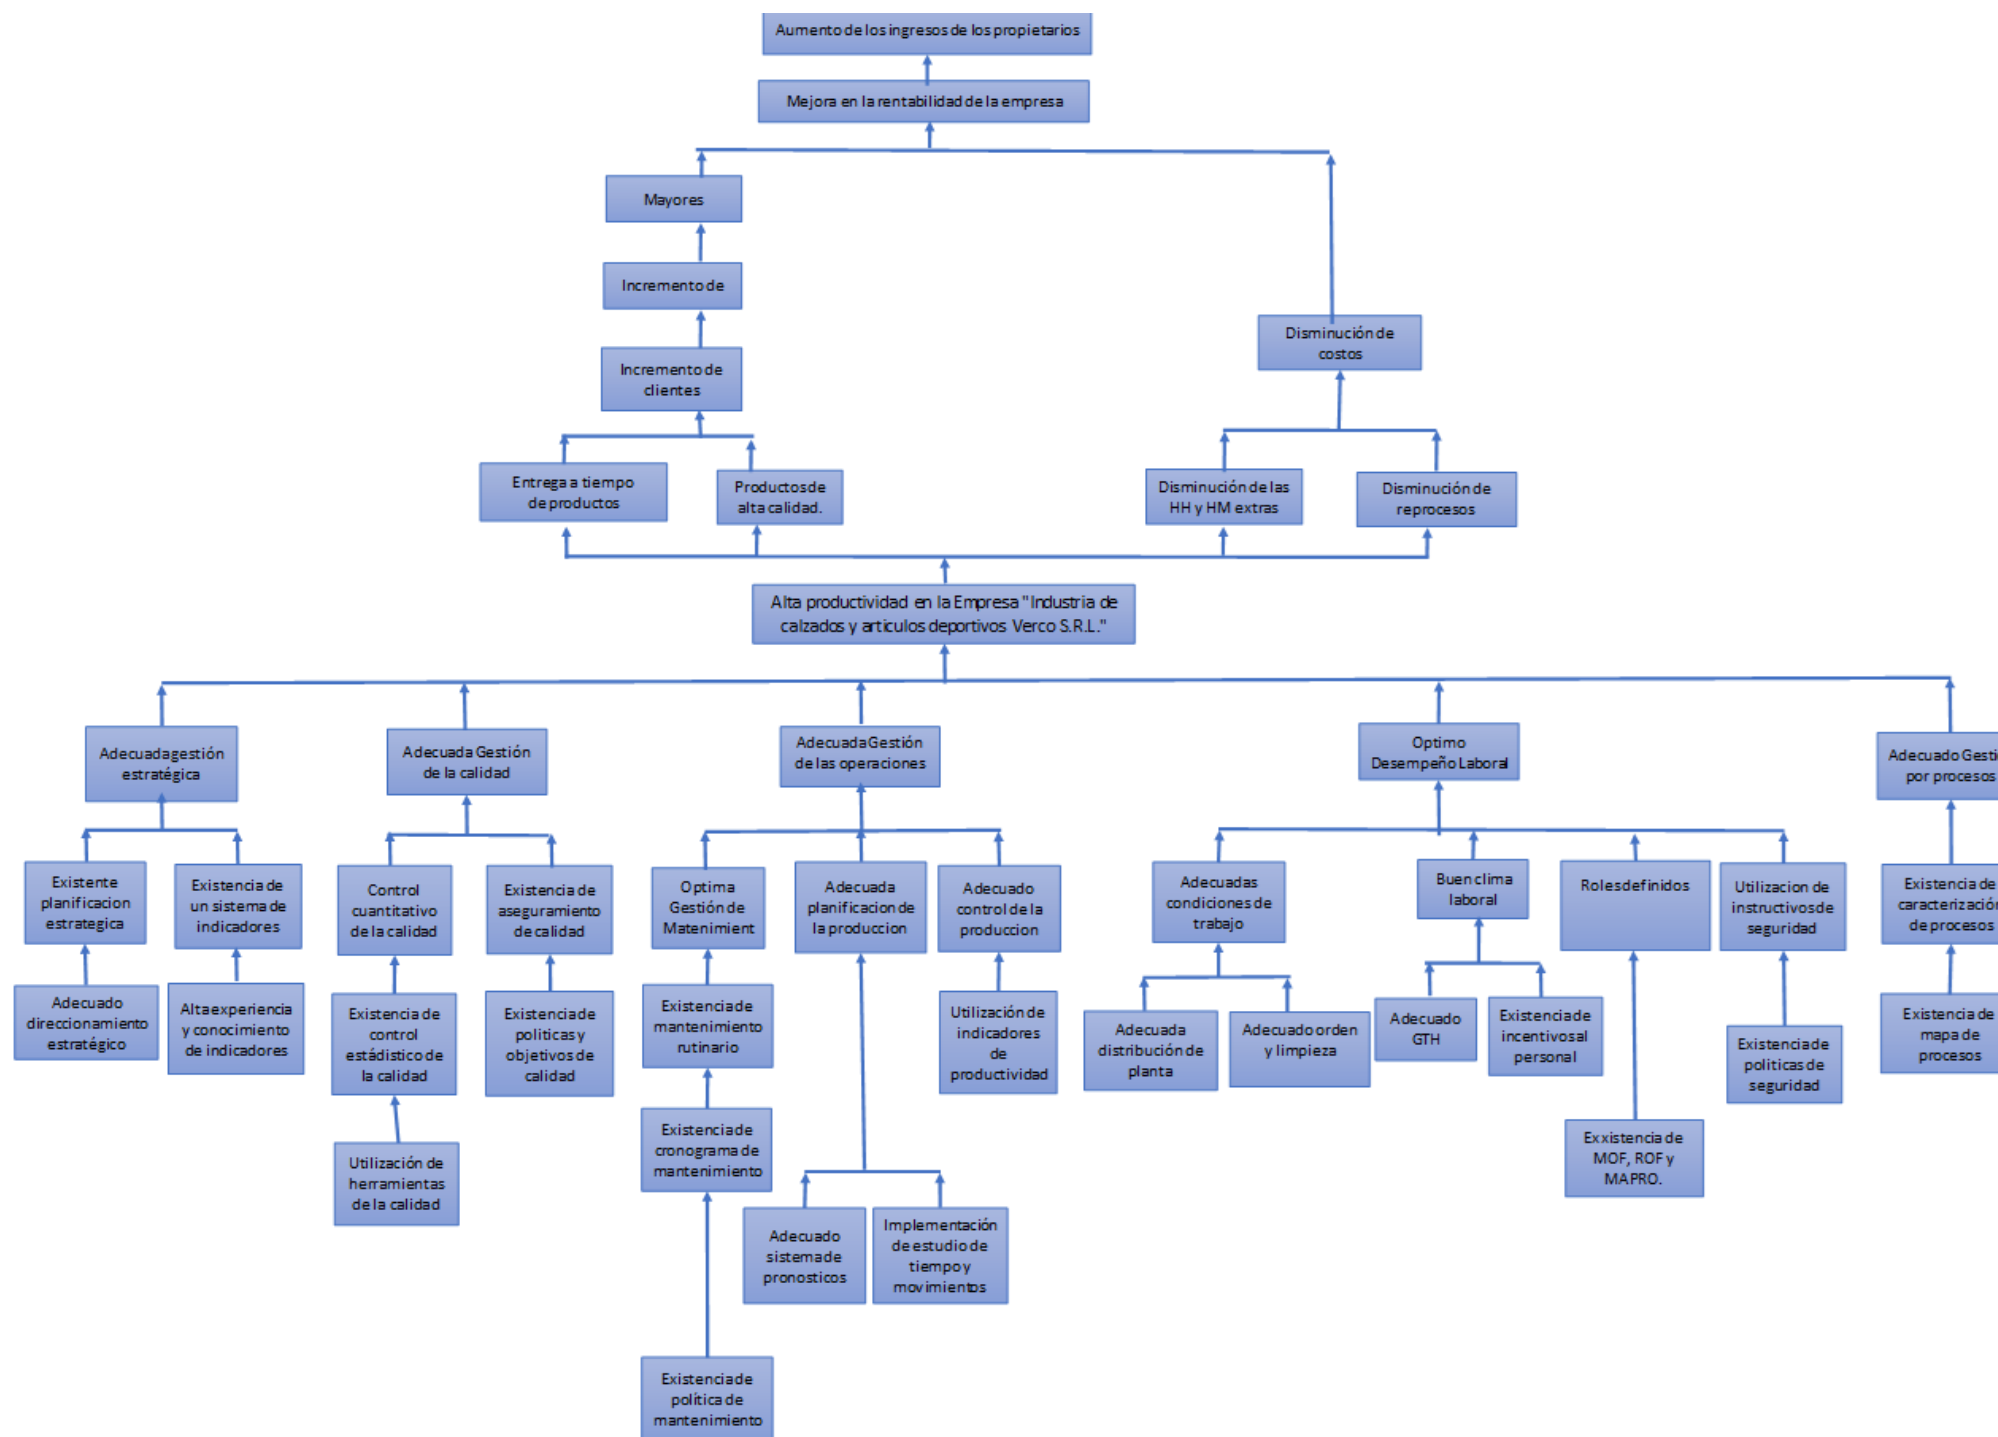 Aumento de los ingresos de los propietarios
Mejora en la rentabilidad de la empresa
Mayores
Incremento de
Incremento de
clientes
Disminución de
costos
Entrega a tiempo
de productos
Productos de
alta calidad.
Disminución de las
HH y HM extras
Disminución de
reprocesos
Alta productividad en la Empresa "Industria de
calzados y articulos deportivos Verco S.R.L."
Adecuada gestión
estratégica
Adecuada Gestión
de la calidad
Adecuada Gestión
de las operaciones
Optimo
Desempeño Laboral
Adecuado Gesti
por procesos
Existente
planificacion
estrategica
Existencia de
un sistema de
indicadores
Control
cuantitativo
de la calidad
Existencia de
aseguramiento
de calidad
Optima
Gestión de
Matenimient
Adecuada
planificacion de
la produccion
Adecuado
control de la
produccion
Adecuadas
condiciones de
trabajo
Buen clima
laboral
Roles definidos
Utilizacion de
instructivos de
seguridad
Existencia de
caracterización
de procesos
Adecuado
direccionamiento
estratégico
Alta experiencia
y conocimiento
de indicadores
Existencia de
control
estádistico de
la calidad
Existencia de
politicas y
objetivos de
calidad
Existencia de
mantenimiento
rutinario
Utilización de
indicadores
de
productividad
Adecuada
distribución de
planta
Adecuado orden
y limpieza
Adecuado
GTH
Existencia de
incentivos al
personal
Existencia de
politicas de
seguridad
Existencia de
mapa de
procesos
Utilización de
herramientas
de la calidad
Existencia de
cronograma de
mantenimiento
Exxistencia de
MOF, ROF y
MAPRO.
Adecuado
sistema de
pronosticos
Implementación
de estudio de
tiempo y
movimientos
Existencia de
política de
mantenimiento